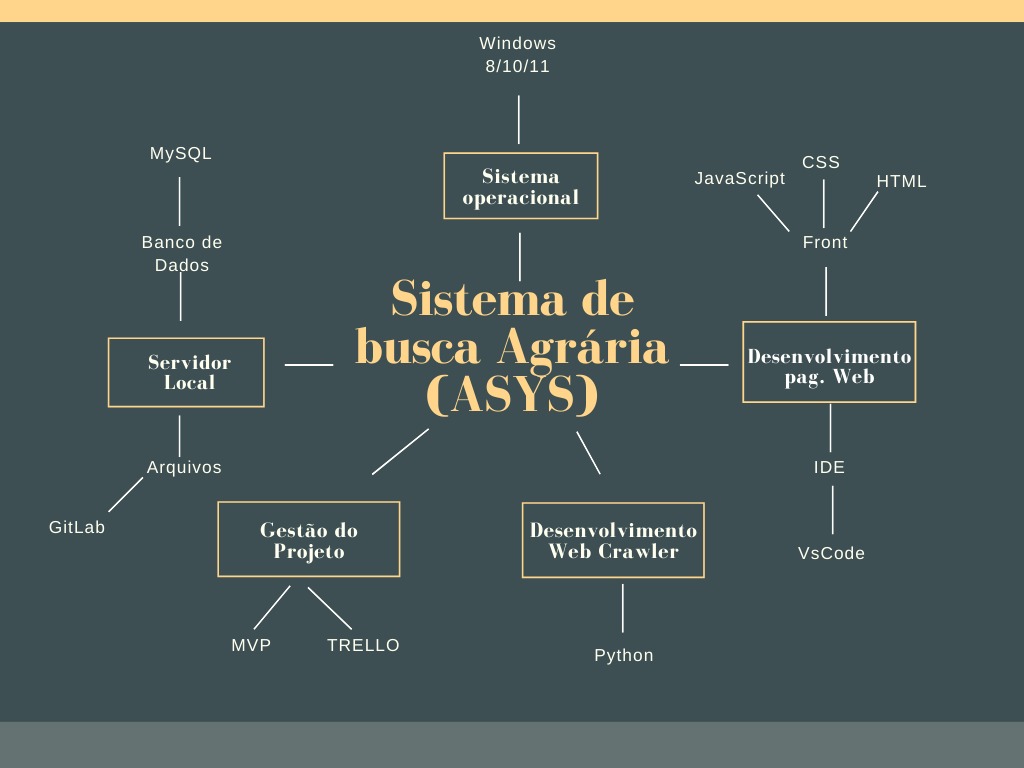 Windows
8/10/11
MySQL
Sistema
operacional
JavaScript
CSS
HTML
Front
Banco de
Dados
Sistema de
busca Agrária
(ASYS)
Servidor
Local
Desenvolvimento
pag. Web
Arquivos
GitLab
IDE
VsCode
Gestão do
Projeto
MVP
TRELLO
Desenvolvimento
Web Crawler
Python